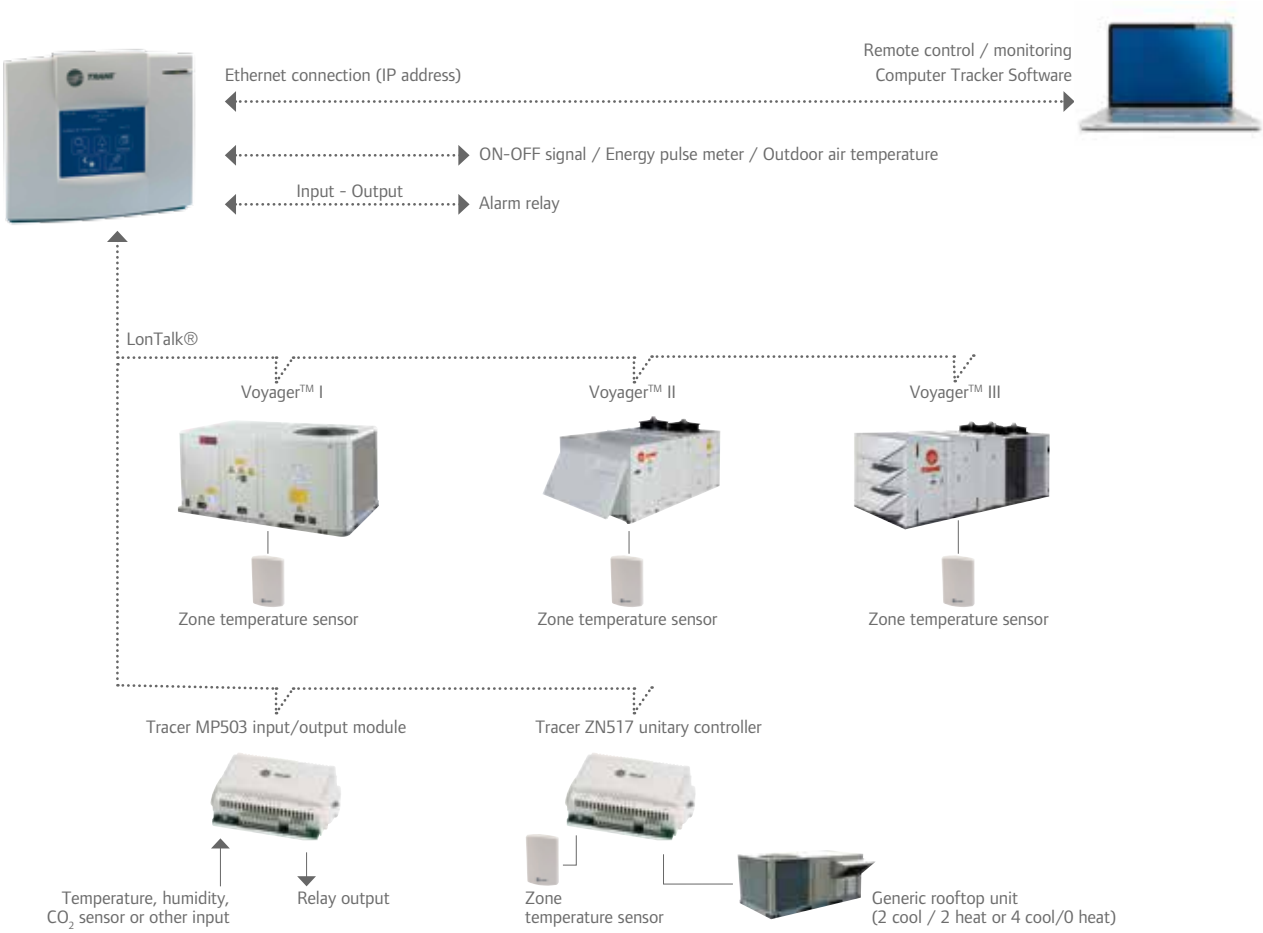 Remote control / monitoring
Computer Tracker Software
TRANE
Ethernet connection (IP address)
ON-OFF signal / Energy pulse meter / Outdoor air temperature
Input - Output
Alarm relay
LonTalk®
Voyager™ I
Voyager™ II
Voyager™ III
TRANE
Zone temperature sensor
Zone temperature sensor
Zone temperature sensor
Tracer MP503 input/output module
Tracer ZN517 unitary controller
Temperature, humidity,
CO₂ sensor or other input
Relay output
Zone
temperature sensor
Generic rooftop unit
(2 cool / 2 heat or 4 cool/0 heat)